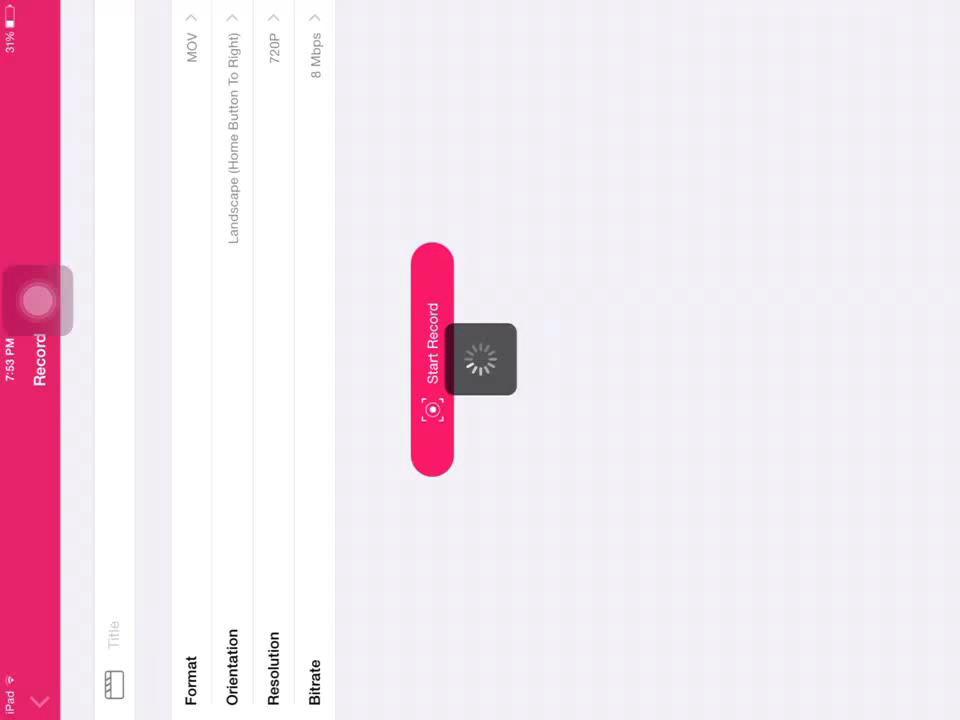 iPad 7:53 PM 31%
Record
Title
Format MOV
Orientation Landscape (Home Button To Right)
Resolution 720P
Bitrate 8 Mbps
Start Record